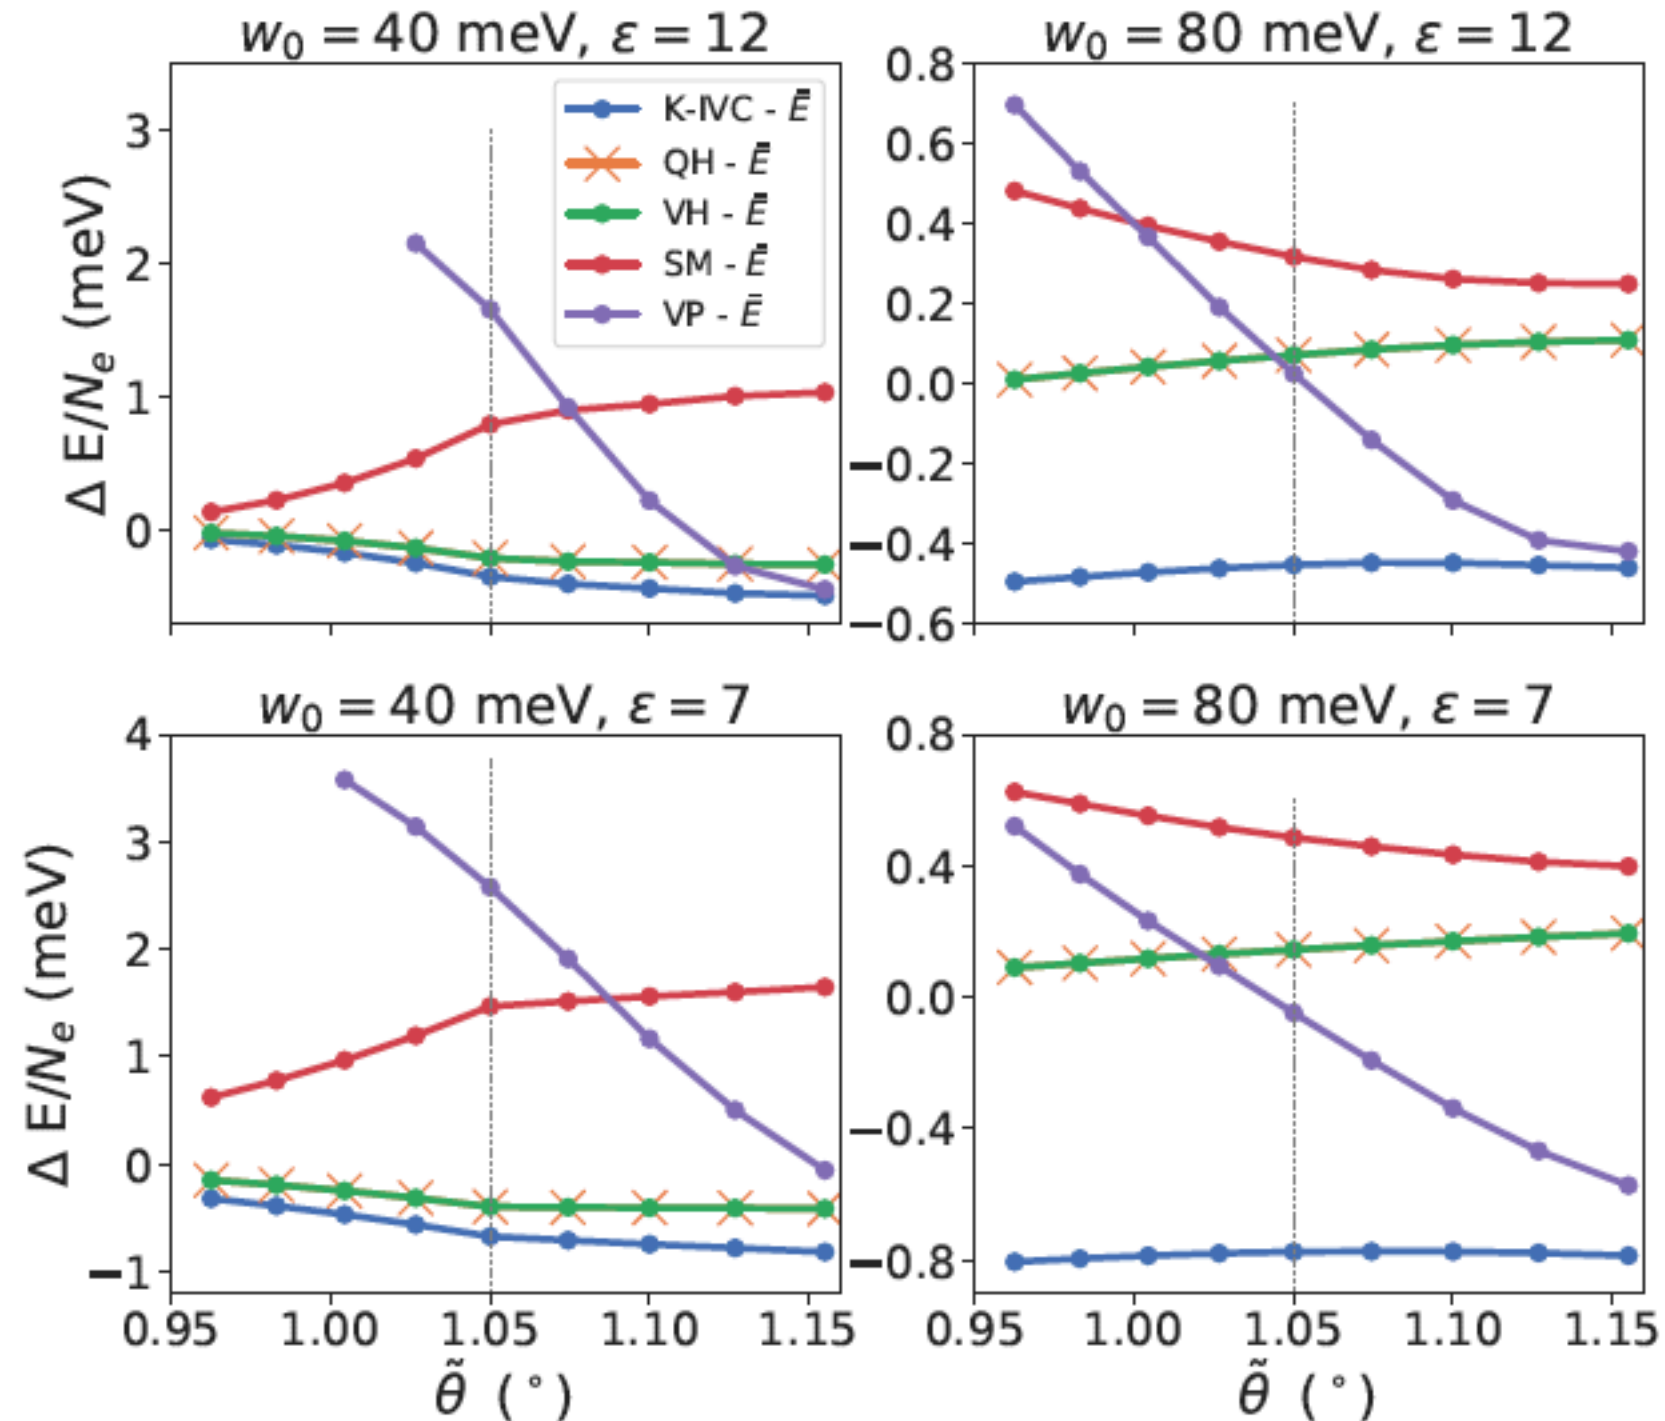 w₀ = 40 meV, ε = 12
w₀ = 80 meV, ε = 12
K-IVC - Ē
QH - Ē
VH - Ē
SM - Ē
VP - Ē
Δ E/Nₑ (meV)
3
2
1
0
0.8
0.6
0.4
0.2
0.0
−0.2
−0.4
−0.6
w₀ = 40 meV, ε = 7
w₀ = 80 meV, ε = 7
Δ E/Nₑ (meV)
4
3
2
1
0
−1
0.8
0.4
0.0
−0.4
−0.8
0.95 1.00 1.05 1.10 1.15
0.95 1.00 1.05 1.10 1.15
θ̃ (°)
θ̃ (°)